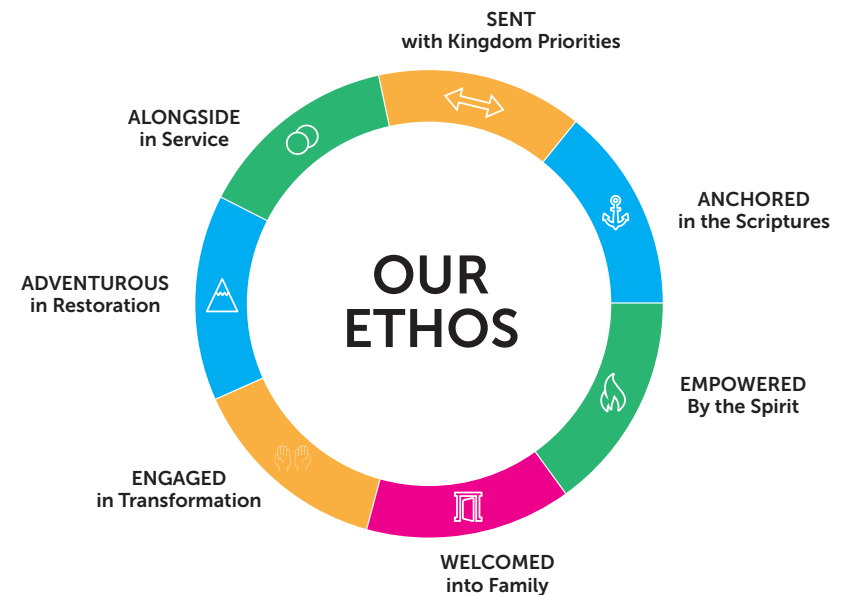 SENT
with Kingdom Priorities
ALONGSIDE
in Service
ANCHORED
in the Scriptures
OUR
ETHOS
ADVENTUROUS
in Restoration
EMPOWERED
By the Spirit
ENGAGED
in Transformation
WELCOMED
into Family